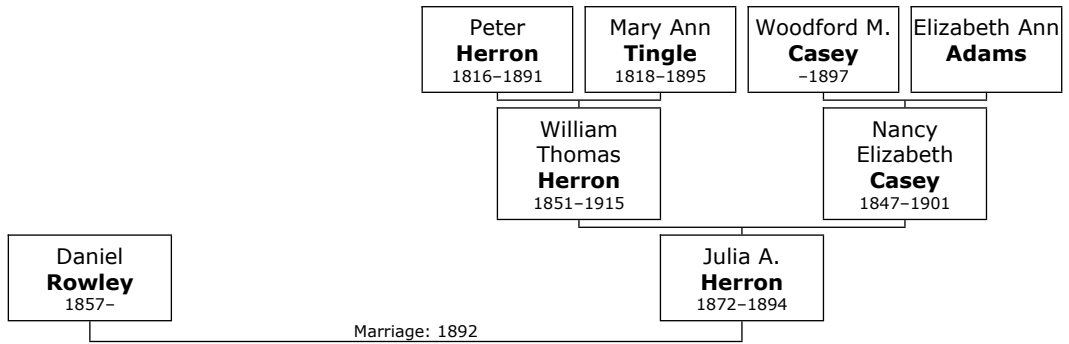 Peter
Herron
1816–1891
Mary Ann
Tingle
1818–1895
Woodford M.
Casey
–1897
Elizabeth Ann
Adams
William
Thomas
Herron
1851–1915
Nancy
Elizabeth
Casey
1847–1901
Daniel
Rowley
1857–
Julia A.
Herron
1872–1894
Marriage: 1892